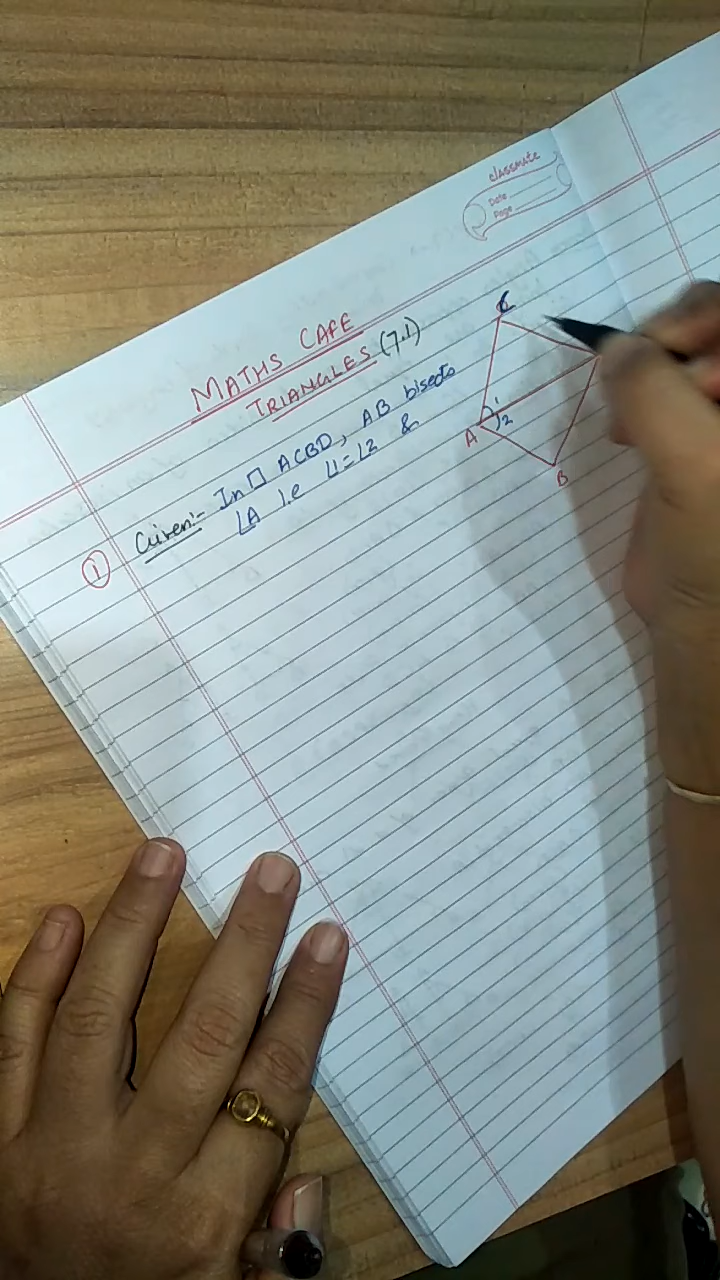 classmate
Date
Page
MATHS CAFE
TRIANGLES (7.1)
① Given:- In □ ACBD, AB bisects
∠A i.e ∠1=∠2 &
C
A
1
2
B